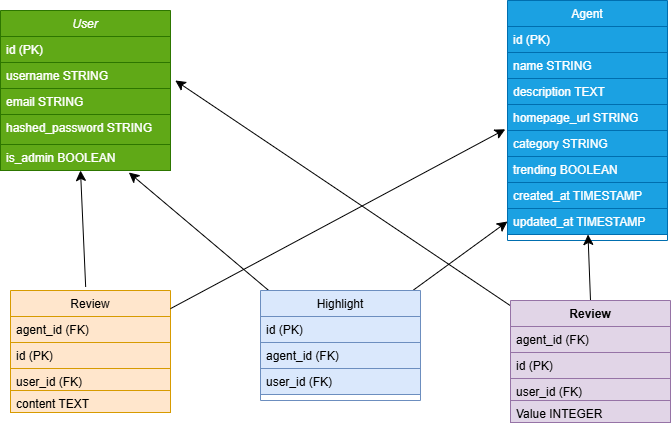 User
id (PK)
username STRING
email STRING
hashed_password STRING
is_admin BOOLEAN
Agent
id (PK)
name STRING
description TEXT
homepage_url STRING
category STRING
trending BOOLEAN
created_at TIMESTAMP
updated_at TIMESTAMP
Review
agent_id (FK)
id (PK)
user_id (FK)
content TEXT
Highlight
id (PK)
agent_id (FK)
user_id (FK)
Review
agent_id (FK)
id (PK)
user_id (FK)
Value INTEGER